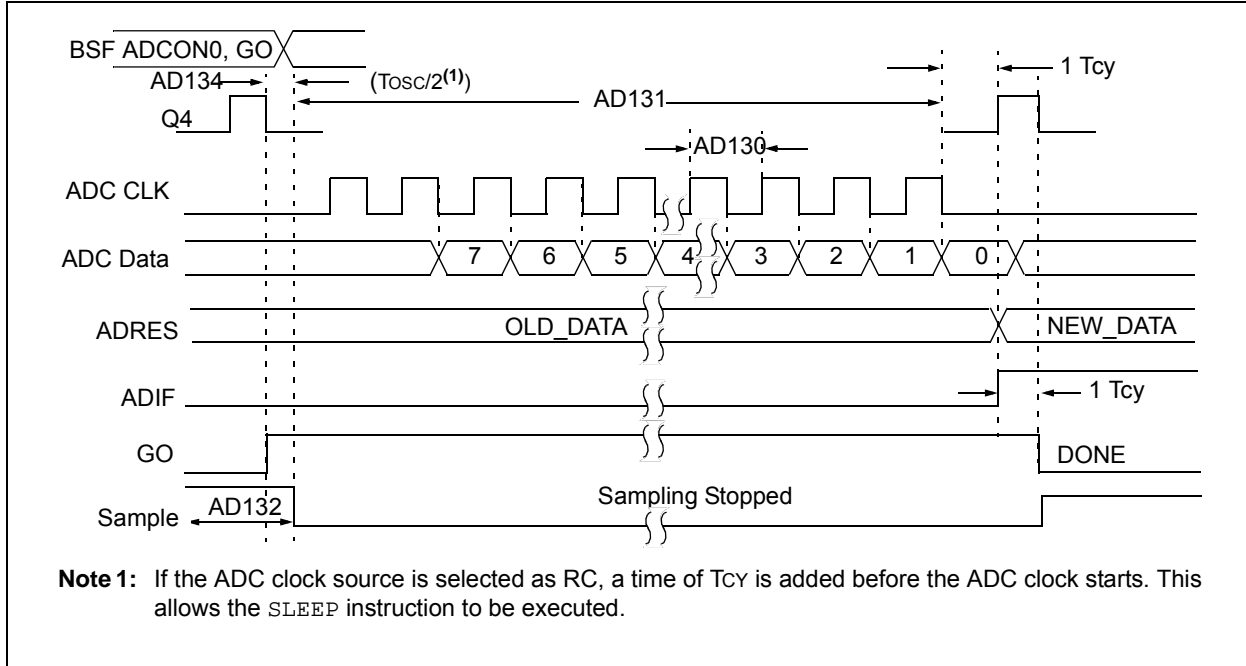 BSF ADCON0, GO
AD134 (TOSC/2(1)) 1 TCY
AD131
Q4
AD130
ADC CLK
ADC Data 7 6 5 4 3 2 1 0
ADRES OLD_DATA NEW_DATA
ADIF 1 TCY
GO DONE
Sample AD132 Sampling Stopped
Note 1: If the ADC clock source is selected as RC, a time of TCY is added before the ADC clock starts. This
allows the SLEEP instruction to be executed.